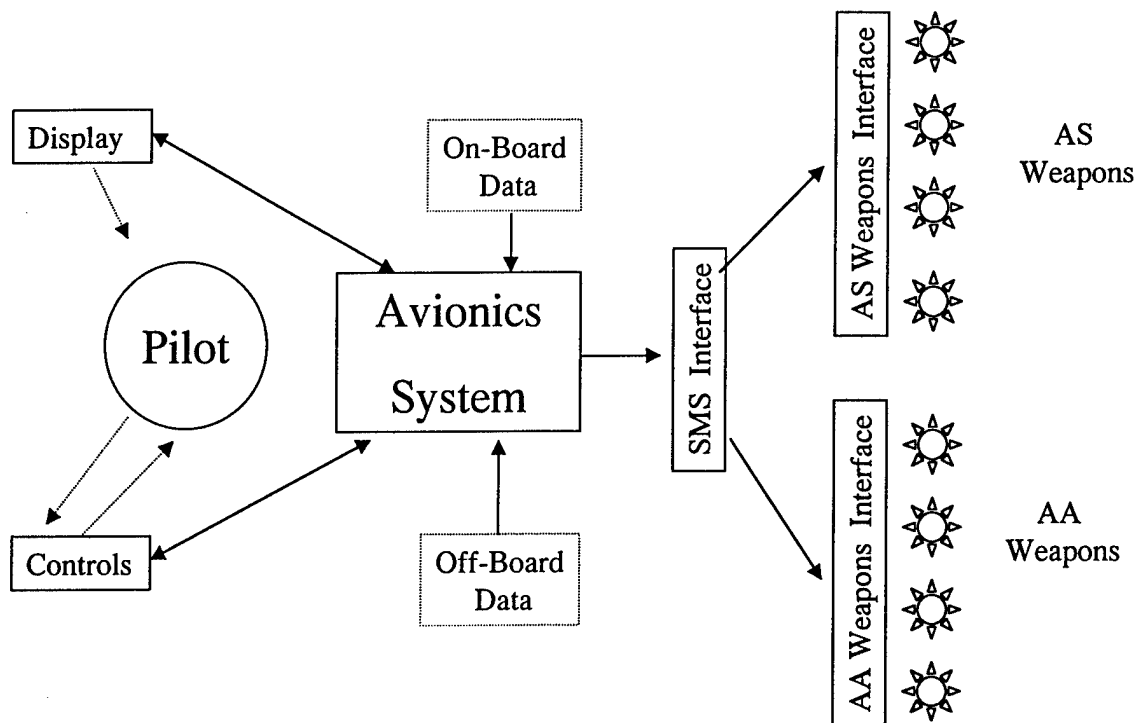 Display
On-Board
Data
Pilot
Avionics
System
Controls
Off-Board
Data
SMS Interface
AS Weapons Interface
AS
Weapons
AA Weapons Interface
AA
Weapons